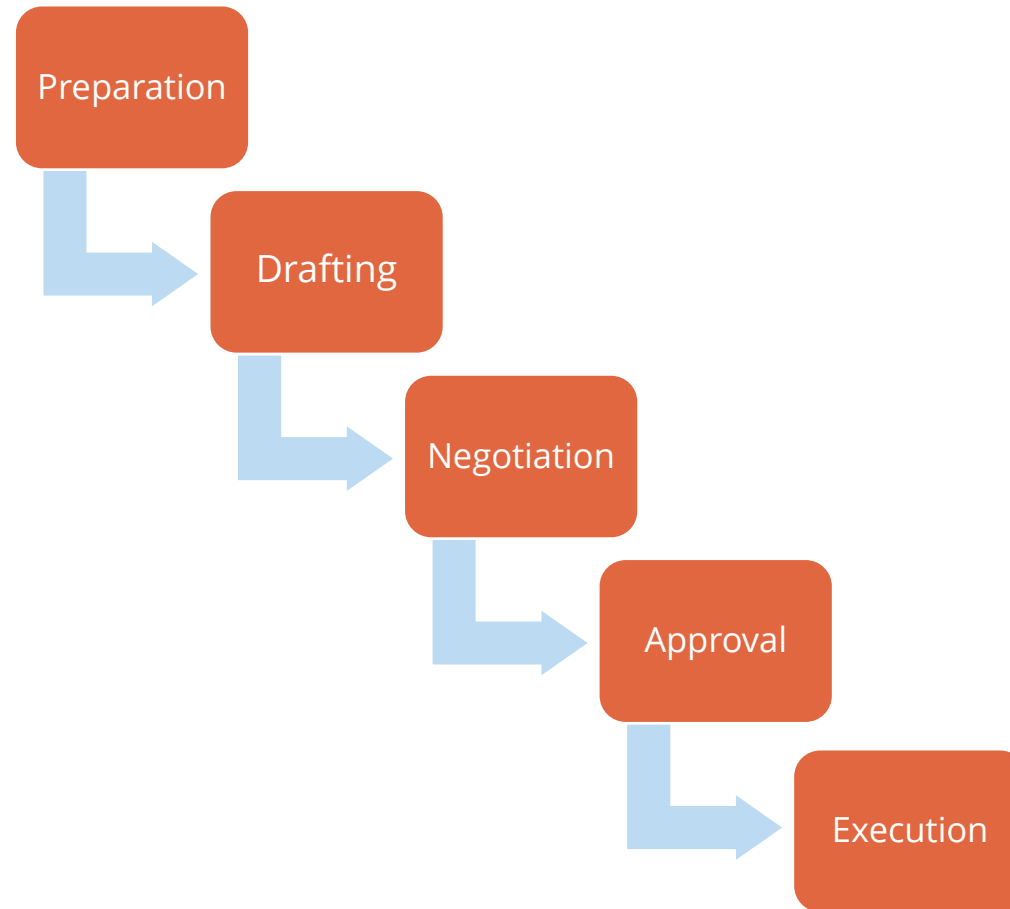 Preparation
Drafting
Negotiation
Approval
Execution